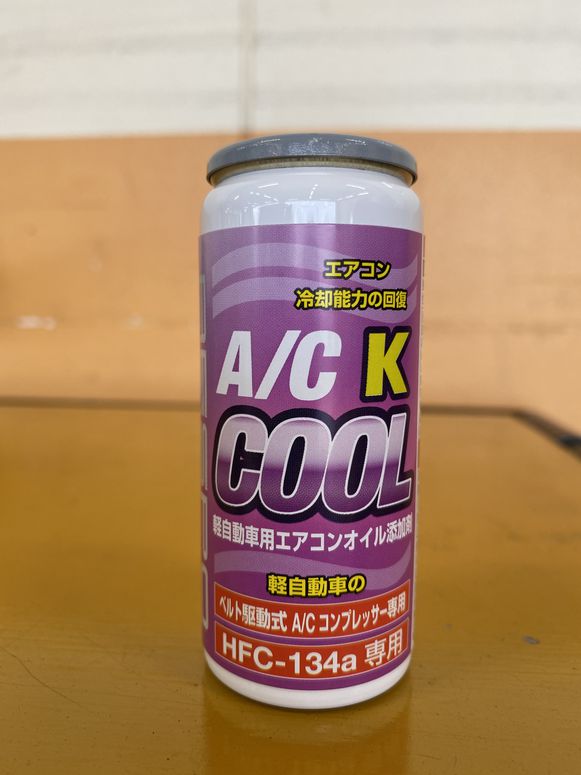 エアコン
冷却能力の回復
A/C K
COOL
軽自動車用エアコンオイル添加剤
軽自動車の
ベルト駆動式 A/Cコンプレッサー専用
HFC-134a 専用